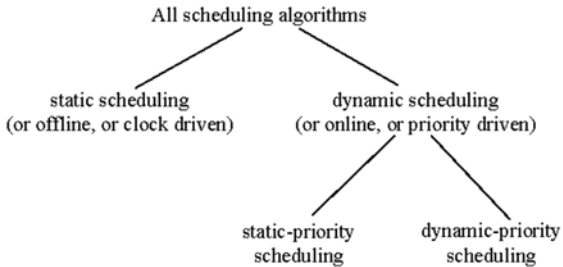 All scheduling algorithms
static scheduling
(or offline, or clock driven)
dynamic scheduling
(or online, or priority driven)
static-priority
scheduling
dynamic-priority
scheduling